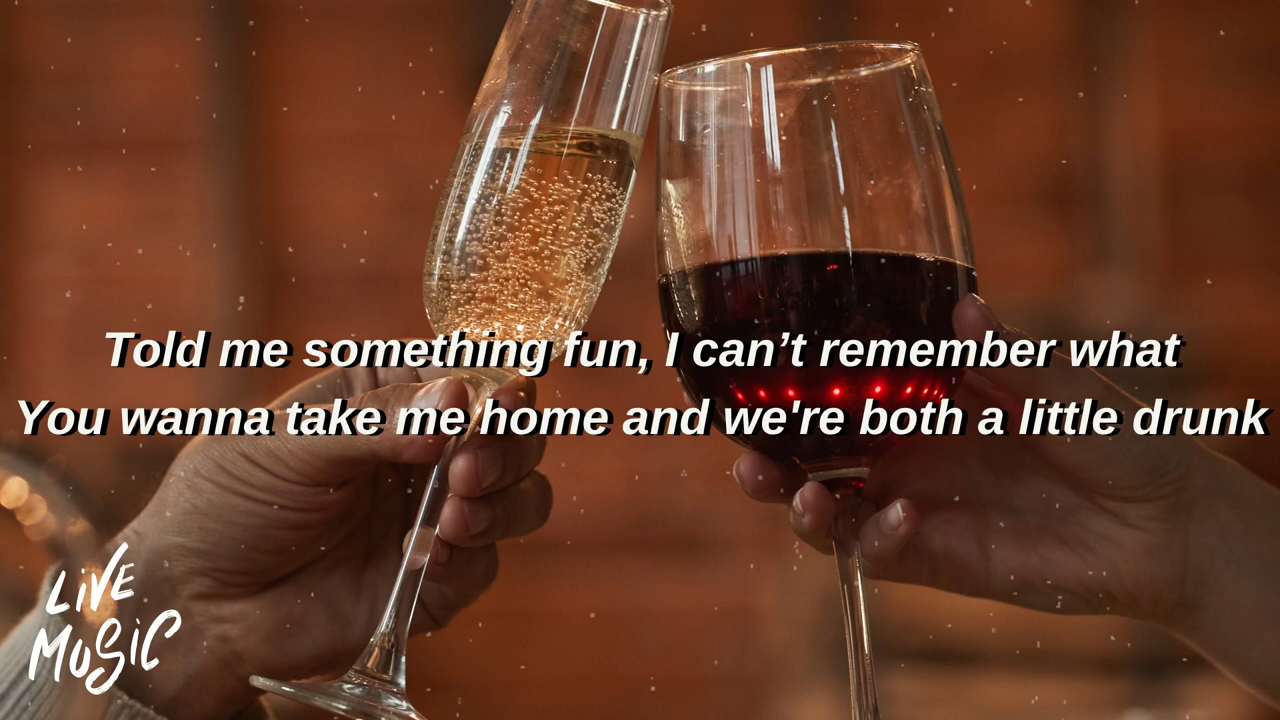 Told me something fun, I can’t remember what
You wanna take me home and we're both a little drunk
LiVE
MUSiC